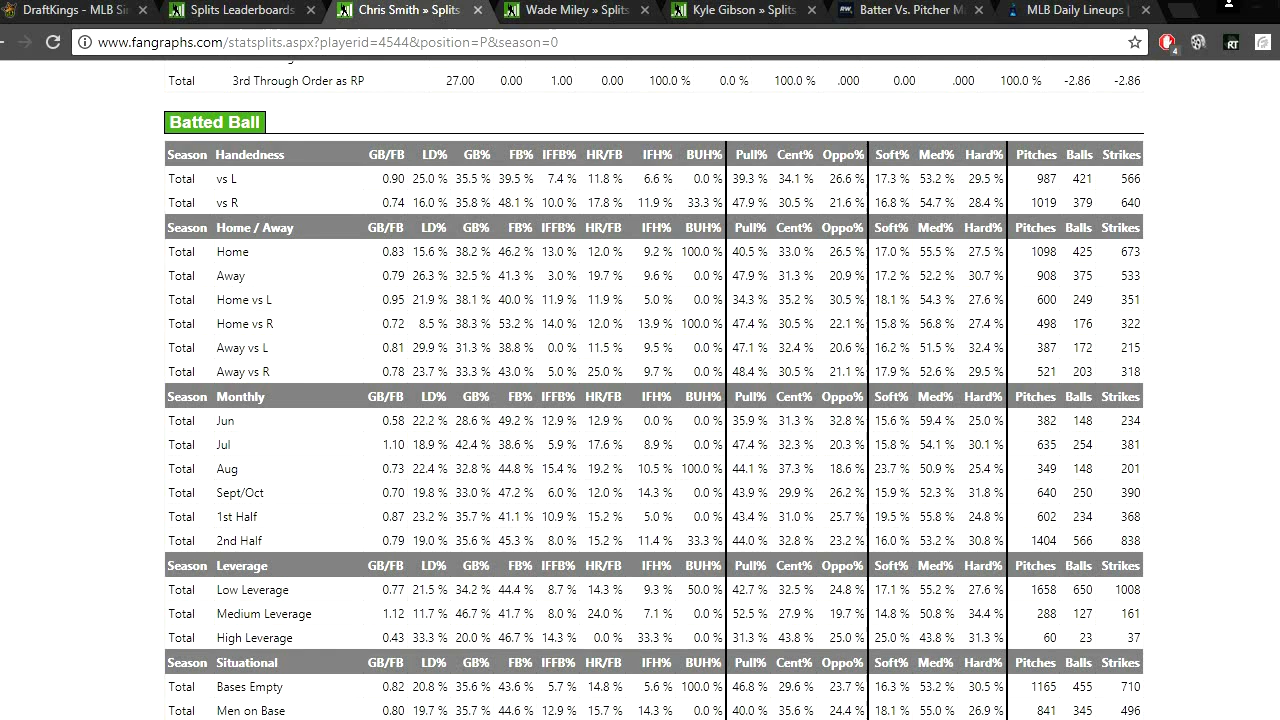 DraftKings - MLB Sin Splits Leaderboards Chris Smith » Splits Wade Miley » Splits Kyle Gibson » Splits RW Batter Vs. Pitcher M MLB Daily Lineups |
www.fangraphs.com/statsplits.aspx?playerid=4544&position=P&season=0 4 RT
Total 3rd Through Order as RP 27.00 0.00 1.00 0.00 100.0 % 0.0 % 100.0 % .000 0.00 .000 100.0 % -2.86 -2.86
Batted Ball
Season Handedness GB/FB LD% GB% FB% IFFB% HR/FB IFH% BUH% Pull% Cent% Oppo% Soft% Med% Hard% Pitches Balls Strikes
Total vs L 0.90 25.0 % 35.5 % 39.5 % 7.4 % 11.8 % 6.6 % 0.0 % 39.3 % 34.1 % 26.6 % 17.3 % 53.2 % 29.5 % 987 421 566
Total vs R 0.74 16.0 % 35.8 % 48.1 % 10.0 % 17.8 % 11.9 % 33.3 % 47.9 % 30.5 % 21.6 % 16.8 % 54.7 % 28.4 % 1019 379 640
Season Home / Away GB/FB LD% GB% FB% IFFB% HR/FB IFH% BUH% Pull% Cent% Oppo% Soft% Med% Hard% Pitches Balls Strikes
Total Home 0.83 15.6 % 38.2 % 46.2 % 13.0 % 12.0 % 9.2 % 100.0 % 40.5 % 33.0 % 26.5 % 17.0 % 55.5 % 27.5 % 1098 425 673
Total Away 0.79 26.3 % 32.5 % 41.3 % 3.0 % 19.7 % 9.6 % 0.0 % 47.9 % 31.3 % 20.9 % 17.2 % 52.2 % 30.7 % 908 375 533
Total Home vs L 0.95 21.9 % 38.1 % 40.0 % 11.9 % 11.9 % 5.0 % 0.0 % 34.3 % 35.2 % 30.5 % 18.1 % 54.3 % 27.6 % 600 249 351
Total Home vs R 0.72 8.5 % 38.3 % 53.2 % 14.0 % 12.0 % 13.9 % 100.0 % 47.4 % 30.5 % 22.1 % 15.8 % 56.8 % 27.4 % 498 176 322
Total Away vs L 0.81 29.9 % 31.3 % 38.8 % 0.0 % 11.5 % 9.5 % 0.0 % 47.1 % 32.4 % 20.6 % 16.2 % 51.5 % 32.4 % 387 172 215
Total Away vs R 0.78 23.7 % 33.3 % 43.0 % 5.0 % 25.0 % 9.7 % 0.0 % 48.4 % 30.5 % 21.1 % 17.9 % 52.6 % 29.5 % 521 203 318
Season Monthly GB/FB LD% GB% FB% IFFB% HR/FB IFH% BUH% Pull% Cent% Oppo% Soft% Med% Hard% Pitches Balls Strikes
Total Jun 0.58 22.2 % 28.6 % 49.2 % 12.9 % 12.9 % 0.0 % 0.0 % 35.9 % 31.3 % 32.8 % 15.6 % 59.4 % 25.0 % 382 148 234
Total Jul 1.10 18.9 % 42.4 % 38.6 % 5.9 % 17.6 % 8.9 % 0.0 % 47.4 % 32.3 % 20.3 % 15.8 % 54.1 % 30.1 % 635 254 381
Total Aug 0.73 22.4 % 32.8 % 44.8 % 15.4 % 19.2 % 10.5 % 100.0 % 44.1 % 37.3 % 18.6 % 23.7 % 50.9 % 25.4 % 349 148 201
Total Sept/Oct 0.70 19.8 % 33.0 % 47.2 % 6.0 % 12.0 % 14.3 % 0.0 % 43.9 % 29.9 % 26.2 % 15.9 % 52.3 % 31.8 % 640 250 390
Total 1st Half 0.87 23.2 % 35.7 % 41.1 % 10.9 % 15.2 % 5.0 % 0.0 % 43.4 % 31.0 % 25.7 % 19.5 % 55.8 % 24.8 % 602 234 368
Total 2nd Half 0.79 19.0 % 35.6 % 45.3 % 8.0 % 15.2 % 11.4 % 33.3 % 44.0 % 32.8 % 23.2 % 16.0 % 53.2 % 30.8 % 1404 566 838
Season Leverage GB/FB LD% GB% FB% IFFB% HR/FB IFH% BUH% Pull% Cent% Oppo% Soft% Med% Hard% Pitches Balls Strikes
Total Low Leverage 0.77 21.5 % 34.2 % 44.4 % 8.7 % 14.3 % 9.3 % 50.0 % 42.7 % 32.5 % 24.8 % 17.1 % 55.2 % 27.6 % 1658 650 1008
Total Medium Leverage 1.12 11.7 % 46.7 % 41.7 % 8.0 % 24.0 % 7.1 % 0.0 % 52.5 % 27.9 % 19.7 % 14.8 % 50.8 % 34.4 % 288 127 161
Total High Leverage 0.43 33.3 % 20.0 % 46.7 % 14.3 % 0.0 % 33.3 % 0.0 % 31.3 % 43.8 % 25.0 % 25.0 % 43.8 % 31.3 % 60 23 37
Season Situational GB/FB LD% GB% FB% IFFB% HR/FB IFH% BUH% Pull% Cent% Oppo% Soft% Med% Hard% Pitches Balls Strikes
Total Bases Empty 0.82 20.8 % 35.6 % 43.6 % 5.7 % 14.8 % 5.6 % 100.0 % 46.8 % 29.6 % 23.7 % 16.3 % 53.2 % 30.5 % 1165 455 710
Total Men on Base 0.80 19.7 % 35.7 % 44.6 % 12.9 % 15.7 % 14.3 % 0.0 % 40.0 % 35.6 % 24.4 % 18.1 % 55.0 % 26.9 % 841 345 496